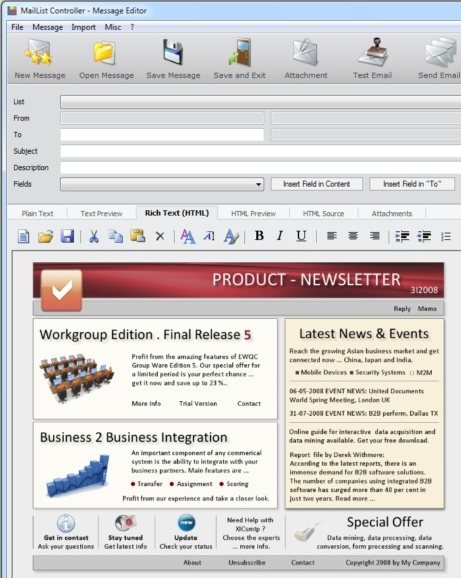 MailList Controller - Message Editor
File Message Import Misc ?
New Message Open Message Save Message Save and Exit Attachment Test Email Send Email
List
From
To
Subject
Description
Fields Insert Field in Content Insert Field in "To"
Plain Text Text Preview Rich Text (HTML) HTML Preview HTML Source Attachments
B I U
PRODUCT - NEWSLETTER
3|2008
Reply Memo
Workgroup Edition . Final Release 5
Profit from the amazing features of EWQC
Group Ware Edition 5. Our special offer for
a limited period is your perfect chance ...
get it now and save up to 23 %..
More Info Trial Version Contact
Business 2 Business Integration
An important component of any commerical
system is the ability to integrate with your
business partners. Main features are ...
Transfer Assignment Scoring
Profit from our experience and take a closer look.
Latest News & Events
Reach the growing Asian business market and get
connected now ... China, Japan and India.
Mobile Devices Security Systems M2M
06-05-2008 EVENT NEWS: United Documents
World Spring Meeting, London UK
31-07-2008 EVENT NEWS: B2B perform, Dallas TX
Online guide for interactive data acquisition and
data mining available. Get your free download.
Report file by Derek Withmore:
According to the latest reports, there is an
immense demand for B2B software solutions.
The number of companies using integrated B2B
software has surged more than 40 per cent in
just two years. Read more ...
Get in contact
Ask your questions
Stay tuned
Get latest info
new
Update
Check your status
Need Help with
XICsmtp ?
Choose the experts
... more info.
Special Offer
Data mining, data processing, data
conversion, form processing and scanning.
About Unsubscribe Contact Copyright 2008 by My Company